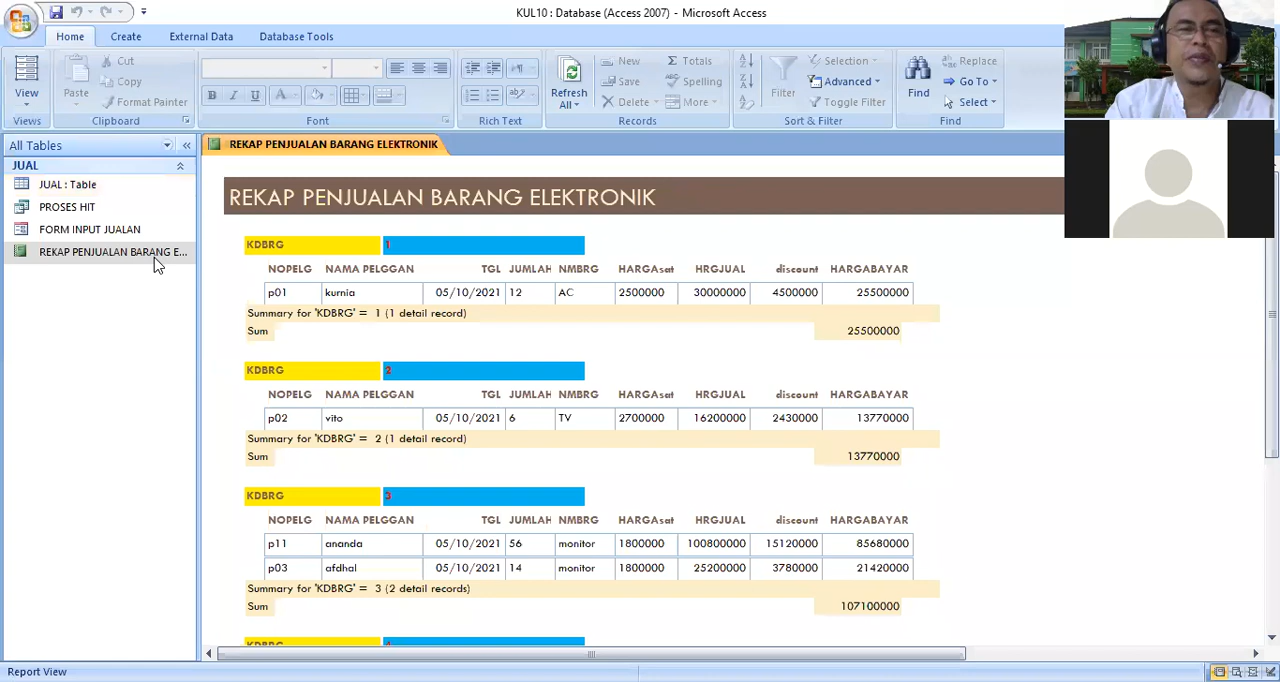 KUL10 : Database (Access 2007) - Microsoft Access
Home Create External Data Database Tools
View
Views
Paste
Cut
Copy
Format Painter
Clipboard
B I U A
Font
Rich Text
Refresh All
New
Save
Delete
Totals
Spelling
More
Records
Filter
Selection
Advanced
Toggle Filter
Sort & Filter
Find
Replace
Go To
Select
Find
All Tables
JUAL
JUAL : Table
PROSES HIT
FORM INPUT JUALAN
REKAP PENJUALAN BARANG E...
REKAP PENJUALAN BARANG ELEKTRONIK
REKAP PENJUALAN BARANG ELEKTRONIK
KDBRG 1
NOPELG NAMA PELGGAN TGL JUMLAH NMBRG HARGAsat HRGJUAL discount HARGABAYAR
p01 kurnia 05/10/2021 12 AC 2500000 30000000 4500000 25500000
Summary for 'KDBRG' = 1 (1 detail record)
Sum 25500000
KDBRG 2
NOPELG NAMA PELGGAN TGL JUMLAH NMBRG HARGAsat HRGJUAL discount HARGABAYAR
p02 vito 05/10/2021 6 TV 2700000 16200000 2430000 13770000
Summary for 'KDBRG' = 2 (1 detail record)
Sum 13770000
KDBRG 3
NOPELG NAMA PELGGAN TGL JUMLAH NMBRG HARGAsat HRGJUAL discount HARGABAYAR
p11 ananda 05/10/2021 56 monitor 1800000 100800000 15120000 85680000
p03 afdhal 05/10/2021 14 monitor 1800000 25200000 3780000 21420000
Summary for 'KDBRG' = 3 (2 detail records)
Sum 107100000
KDBRG 4
Report View